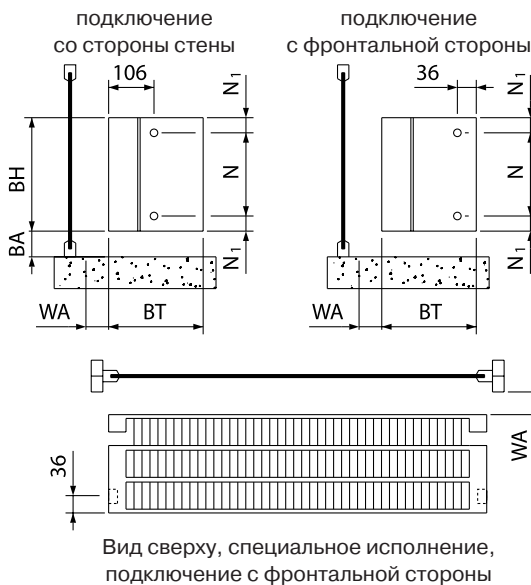 подключение
со стороны стены
подключение
с фронтальной стороны
106
36
N1
N1
BH
N
N
BA
N1
N1
WA
BT
WA
BT
WA
36
Вид сверху, специальное исполнение,
подключение с фронтальной стороны